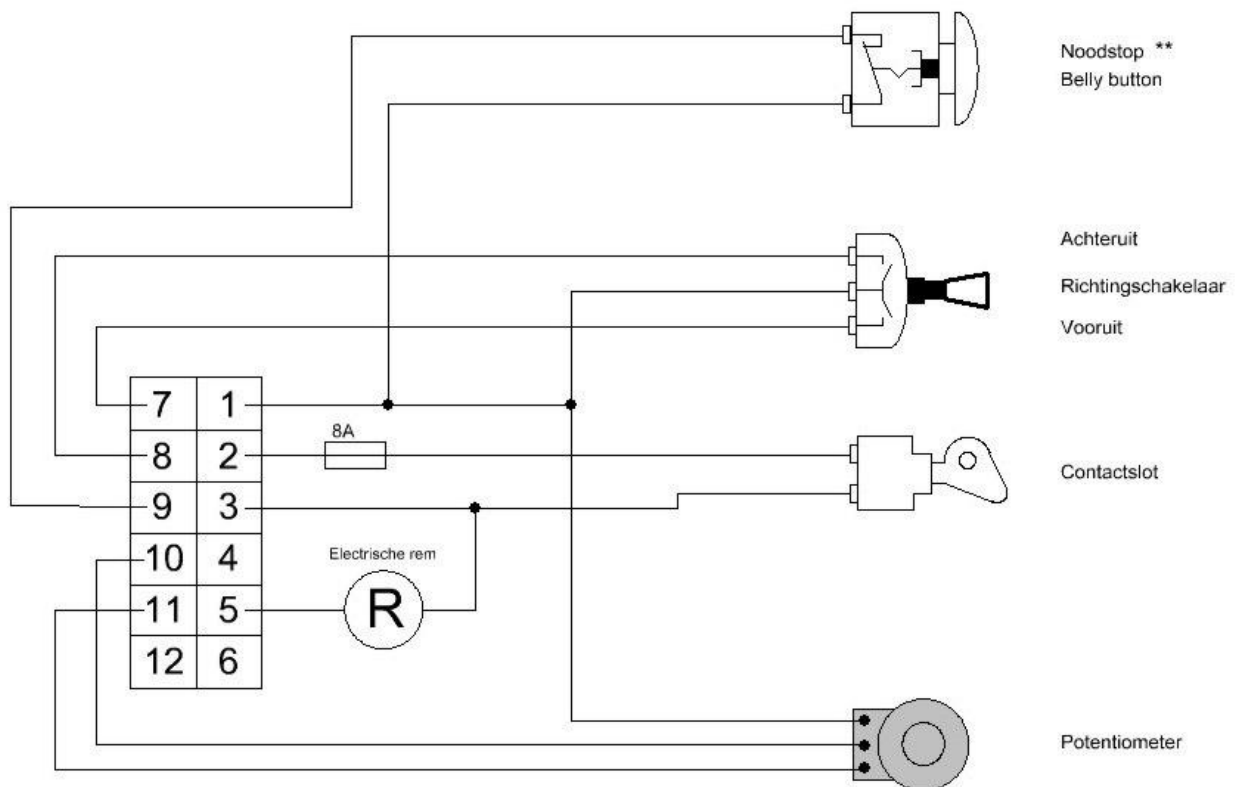 Noodstop **
Belly button
Achteruit
Richtingschakelaar
Vooruit
7 1
8A
8 2
Contactslot
9 3
10 4
Electrische rem
11 5
R
12 6
Potentiometer